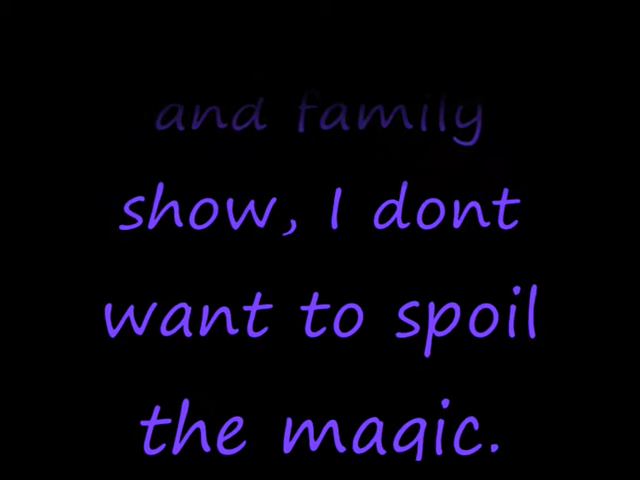 and family
show, I dont
want to spoil
the magic.